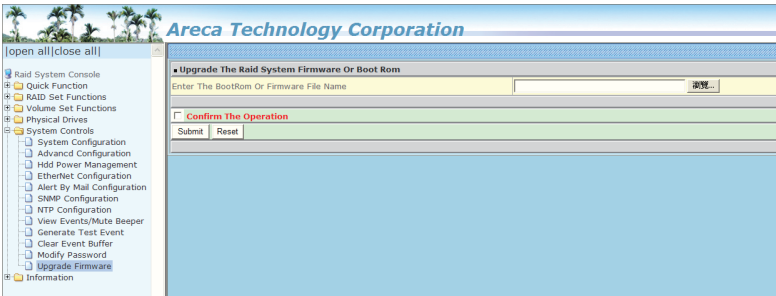 Areca Technology Corporation
|open all|close all|
Raid System Console
Quick Function
RAID Set Functions
Volume Set Functions
Physical Drives
System Controls
System Configuration
Advancd Configuration
Hdd Power Management
EtherNet Configuration
Alert By Mail Configuration
SNMP Configuration
NTP Configuration
View Events/Mute Beeper
Generate Test Event
Clear Event Buffer
Modify Password
Upgrade Firmware
Information
Upgrade The Raid System Firmware Or Boot Rom
Enter The BootRom Or Firmware File Name
瀏覽...
Confirm The Operation
Submit Reset